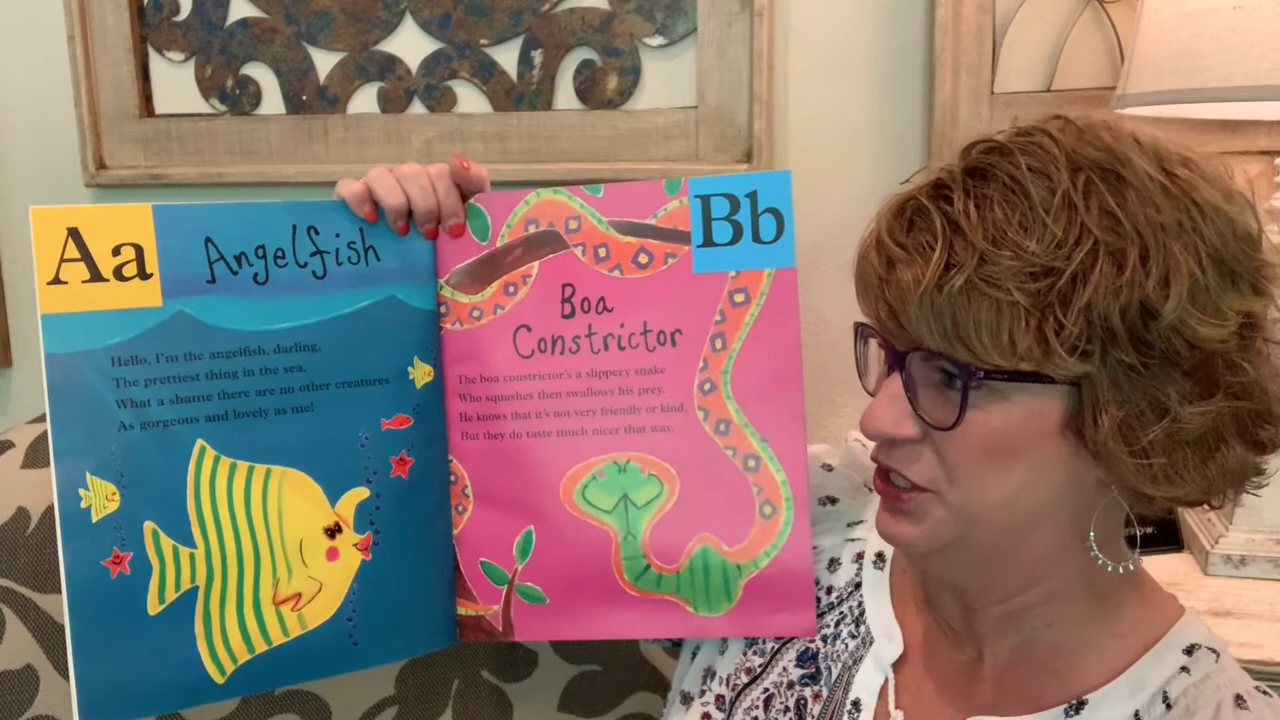 Aa
Angelfish
Hello, I'm the angelfish, darling,
The prettiest thing in the sea.
What a shame there are no other creatures
As gorgeous and lovely as me!
Bb
Boa
Constrictor
The boa constrictor's a slippery snake
Who squashes then swallows his prey.
He knows that it's not very friendly or kind,
But they do taste much nicer that way.